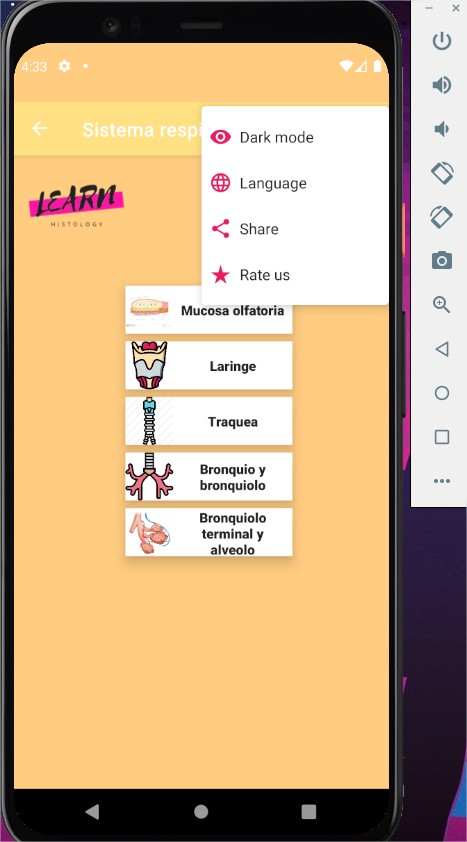 4:33
Sistema respi
Dark mode
Language
Share
Rate us
LEARN
HISTOLOGY
Mucosa olfatoria
Laringe
Traquea
Bronquio y
bronquiolo
Bronquiolo
terminal y
alveolo